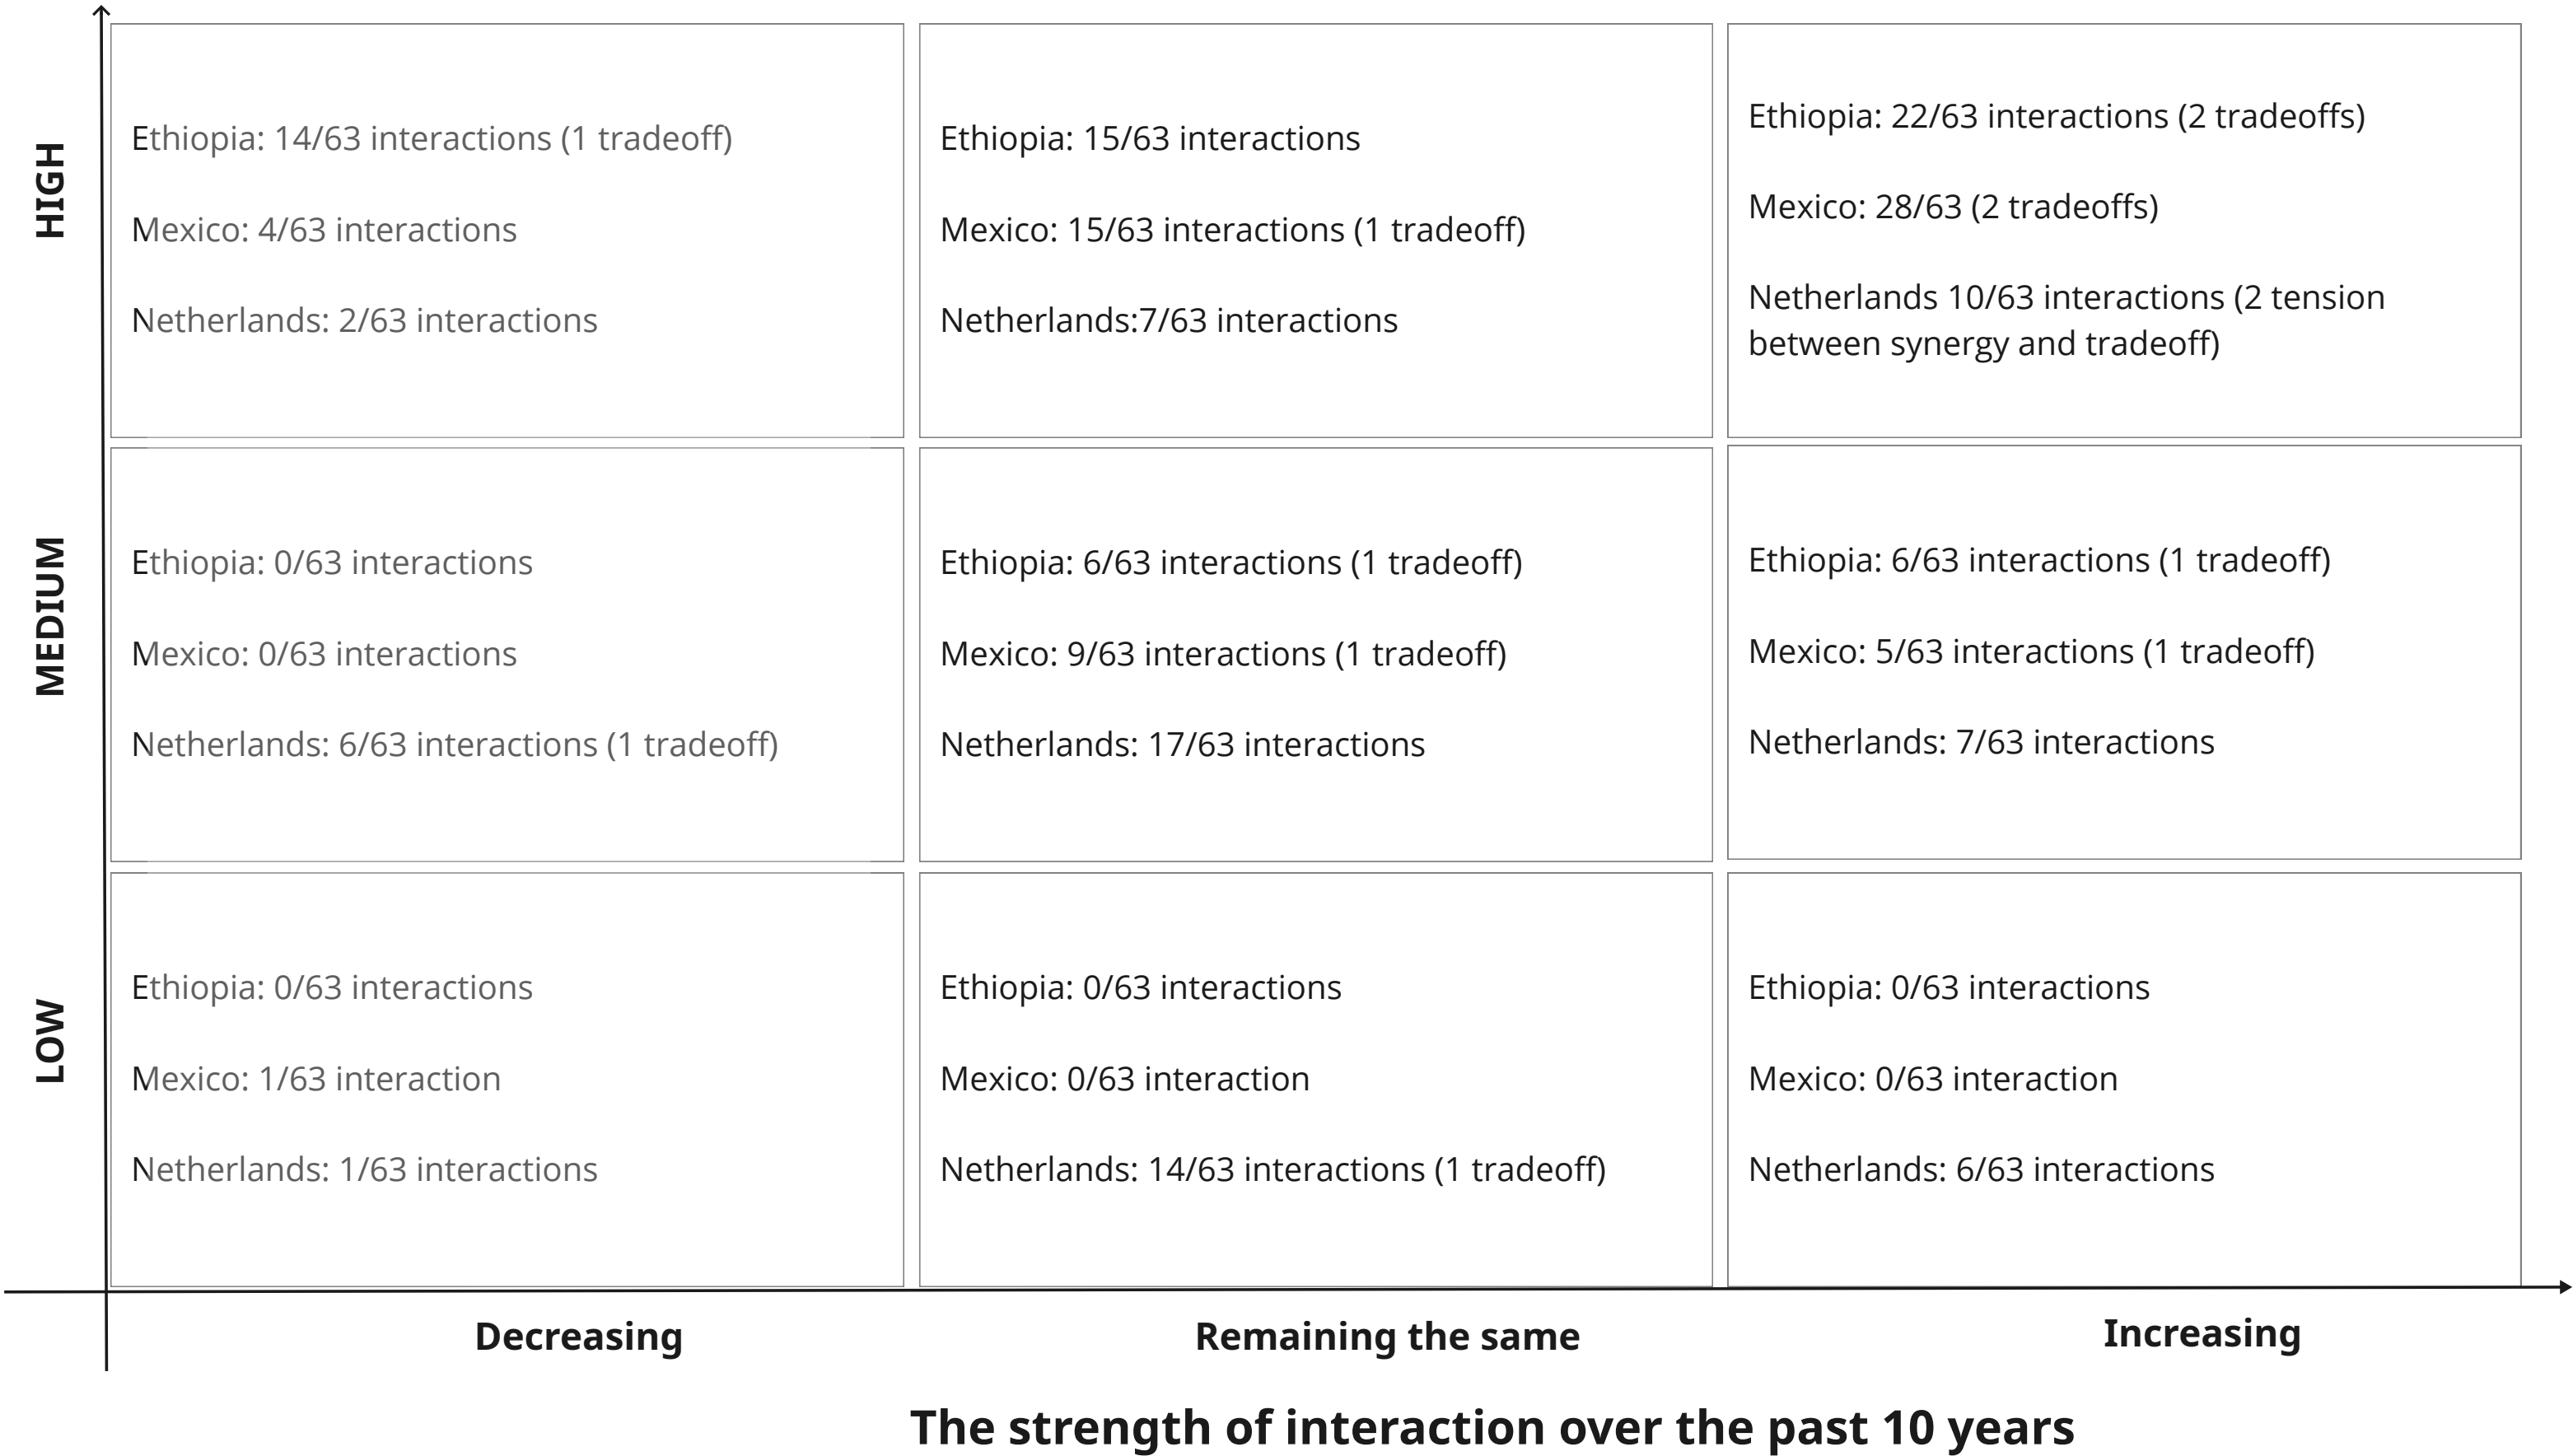 HIGH
Ethiopia: 14/63 interactions (1 tradeoff)
Mexico: 4/63 interactions
Netherlands: 2/63 interactions
Ethiopia: 15/63 interactions
Mexico: 15/63 interactions (1 tradeoff)
Netherlands:7/63 interactions
Ethiopia: 22/63 interactions (2 tradeoffs)
Mexico: 28/63 (2 tradeoffs)
Netherlands 10/63 interactions (2 tension
between synergy and tradeoff)
MEDIUM
Ethiopia: 0/63 interactions
Mexico: 0/63 interactions
Netherlands: 6/63 interactions (1 tradeoff)
Ethiopia: 6/63 interactions (1 tradeoff)
Mexico: 9/63 interactions (1 tradeoff)
Netherlands: 17/63 interactions
Ethiopia: 6/63 interactions (1 tradeoff)
Mexico: 5/63 interactions (1 tradeoff)
Netherlands: 7/63 interactions
LOW
Ethiopia: 0/63 interactions
Mexico: 1/63 interaction
Netherlands: 1/63 interactions
Ethiopia: 0/63 interactions
Mexico: 0/63 interaction
Netherlands: 14/63 interactions (1 tradeoff)
Ethiopia: 0/63 interactions
Mexico: 0/63 interaction
Netherlands: 6/63 interactions
Decreasing
Remaining the same
Increasing
The strength of interaction over the past 10 years